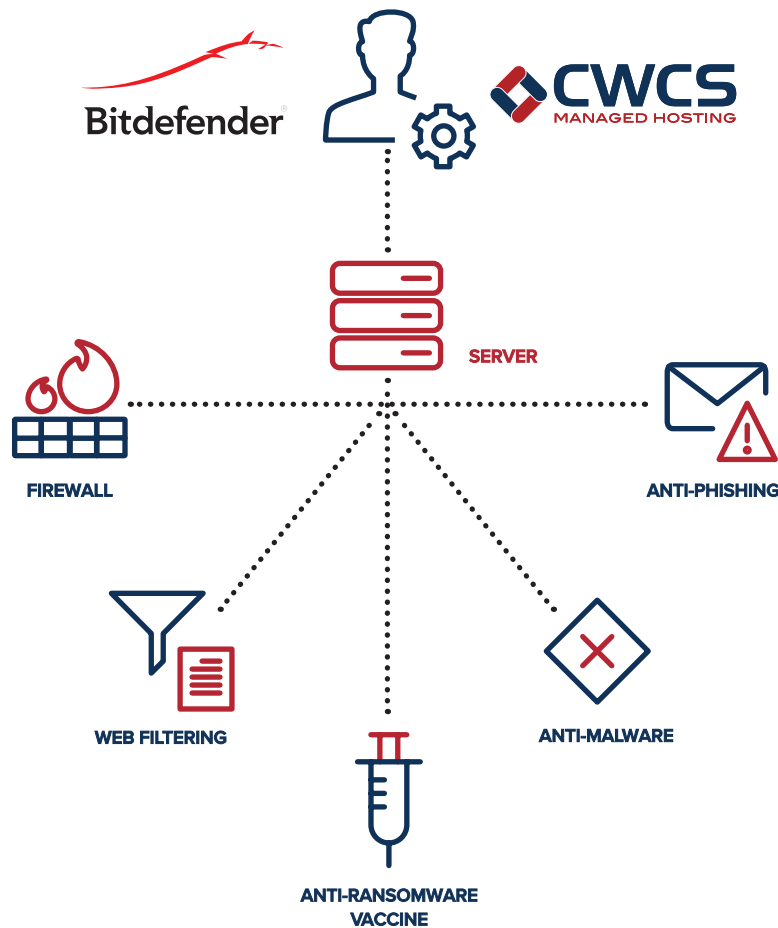 Bitdefender®
CWCS
MANAGED HOSTING
SERVER
FIREWALL
ANTI-PHISHING
WEB FILTERING
ANTI-MALWARE
ANTI-RANSOMWARE
VACCINE